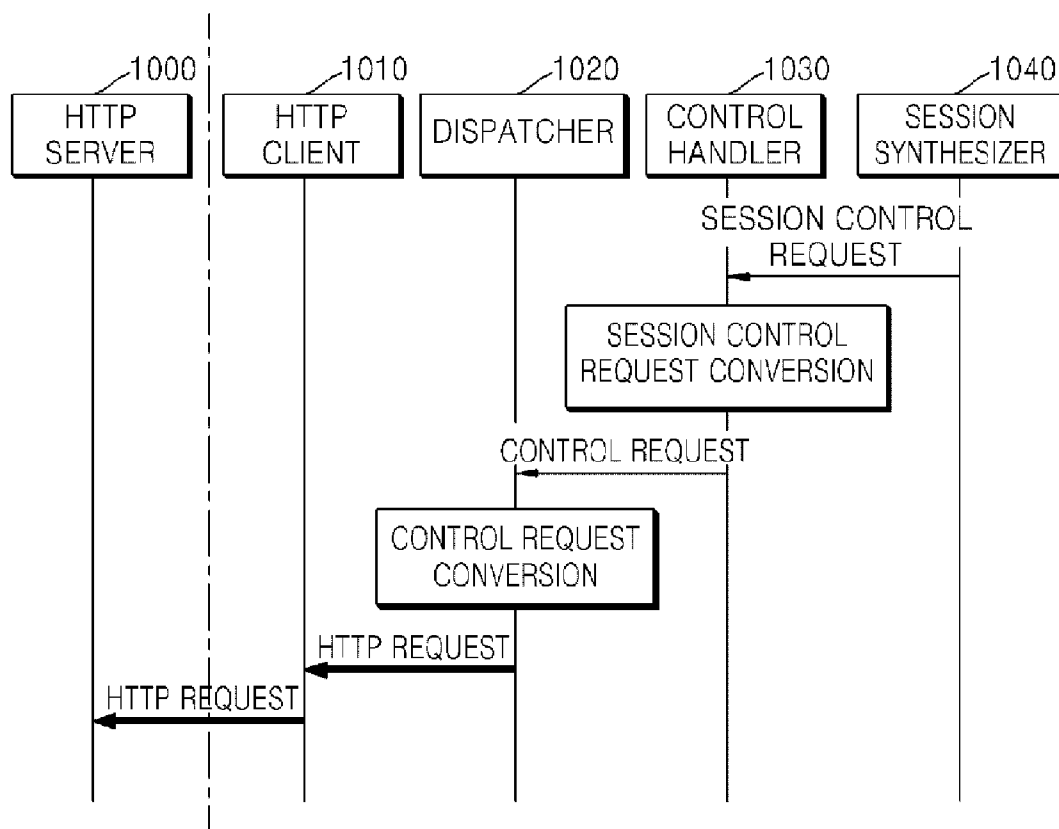 1000
1010
1020
1030
1040
HTTP
SERVER
HTTP
CLIENT
DISPATCHER
CONTROL
HANDLER
SESSION
SYNTHESIZER
SESSION CONTROL
REQUEST
SESSION CONTROL
REQUEST CONVERSION
CONTROL REQUEST
CONTROL REQUEST
CONVERSION
HTTP REQUEST
HTTP REQUEST